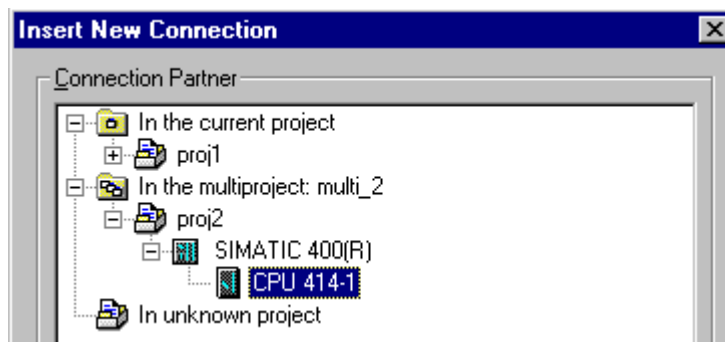 Insert New Connection
Connection Partner
In the current project
proj1
In the multiproject: multi_2
proj2
SIMATIC 400(R)
CPU 414-1
In unknown project